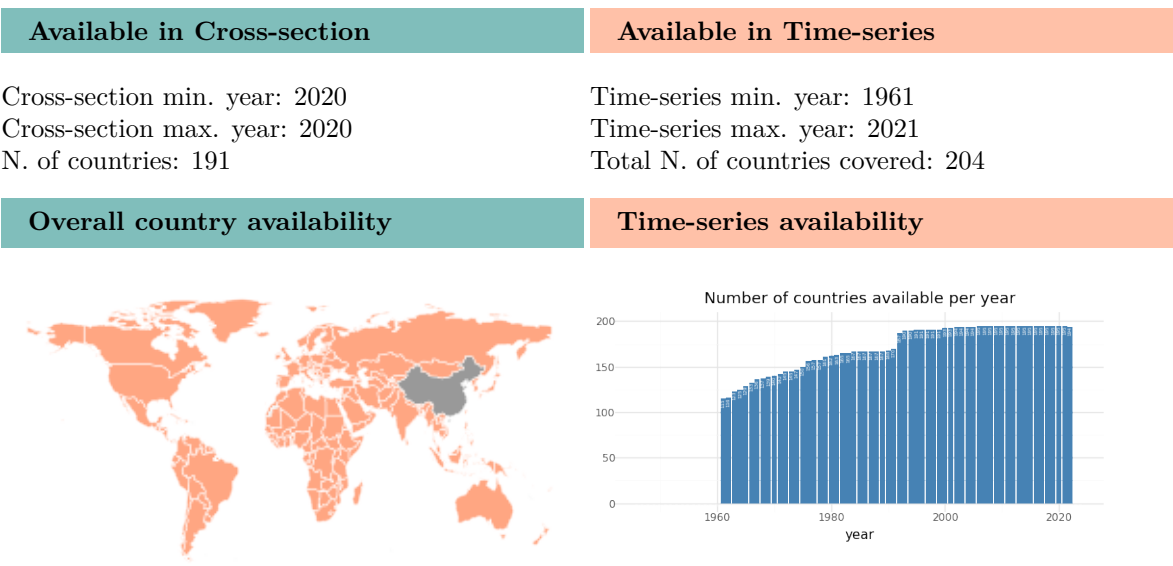 Available in Cross-section
Available in Time-series
Cross-section min. year: 2020
Cross-section max. year: 2020
N. of countries: 191
Time-series min. year: 1961
Time-series max. year: 2021
Total N. of countries covered: 204
Overall country availability
Time-series availability
Number of countries available per year
200
150
100
50
0
1960 1980 2000 2020
year